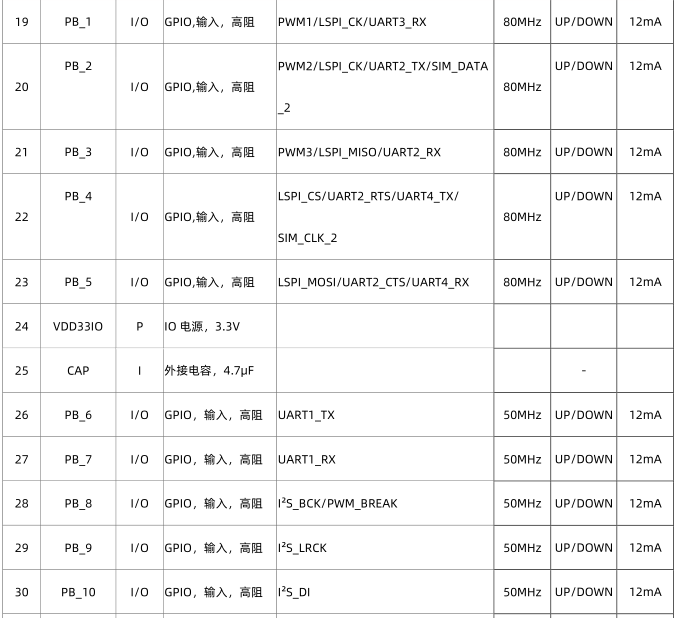 19 PB_1 I/O GPIO,输入，高阻 PWM1/LSPI_CK/UART3_RX 80MHz UP/DOWN 12mA
20 PB_2 I/O GPIO,输入，高阻 PWM2/LSPI_CK/UART2_TX/SIM_DATA
_2 80MHz UP/DOWN 12mA
21 PB_3 I/O GPIO,输入，高阻 PWM3/LSPI_MISO/UART2_RX 80MHz UP/DOWN 12mA
22 PB_4 I/O GPIO,输入，高阻 LSPI_CS/UART2_RTS/UART4_TX/
SIM_CLK_2 80MHz UP/DOWN 12mA
23 PB_5 I/O GPIO,输入，高阻 LSPI_MOSI/UART2_CTS/UART4_RX 80MHz UP/DOWN 12mA
24 VDD33IO P IO 电源，3.3V
25 CAP I 外接电容，4.7μF -
26 PB_6 I/O GPIO，输入，高阻 UART1_TX 50MHz UP/DOWN 12mA
27 PB_7 I/O GPIO，输入，高阻 UART1_RX 50MHz UP/DOWN 12mA
28 PB_8 I/O GPIO，输入，高阻 I²S_BCK/PWM_BREAK 50MHz UP/DOWN 12mA
29 PB_9 I/O GPIO，输入，高阻 I²S_LRCK 50MHz UP/DOWN 12mA
30 PB_10 I/O GPIO，输入，高阻 I²S_DI 50MHz UP/DOWN 12mA